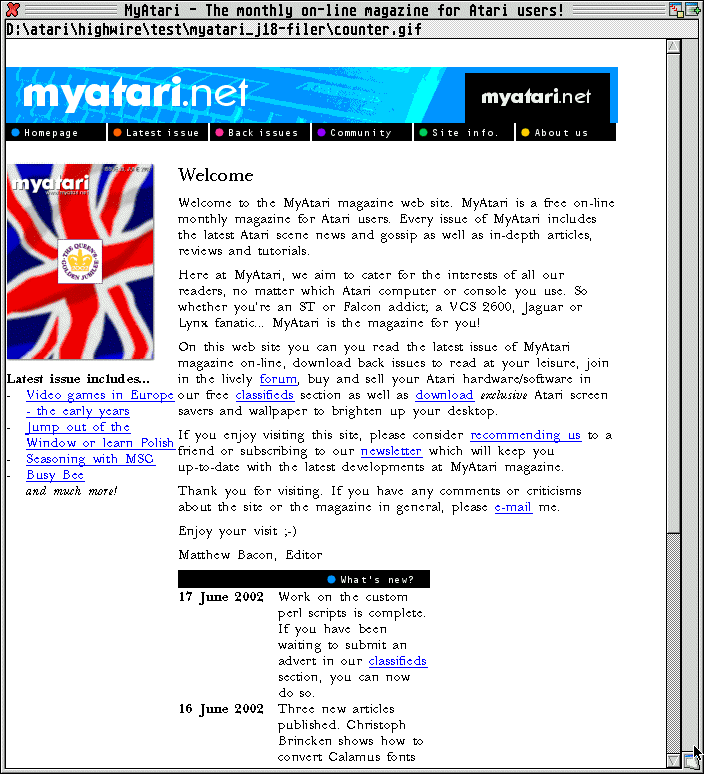 MyAtari - The monthly on-line magazine for Atari users!
D:\atari\highwire\test\myatari_j18-filer\counter.gif
myatari.net
myatari.net
Homepage
Latest issue
Back issues
Community
Site info.
About us
myatari
THE QUEEN'S
GOLDEN JUBILEE
Latest issue includes...
- Video games in Europe
- the early years
- Jump out of the
Window or learn Polish
- Seasoning with MSG
- Busy Bee
and much more!
Welcome
Welcome to the MyAtari magazine web site. MyAtari is a free on-line
monthly magazine for Atari users. Every issue of MyAtari includes
the latest Atari scene news and gossip as well as in-depth articles,
reviews and tutorials.
Here at MyAtari, we aim to cater for the interests of all our
readers, no matter which Atari computer or console you use. So
whether you're an ST or Falcon addict; a VCS 2600, Jaguar or
Lynx fanatic... MyAtari is the magazine for you!
On this web site you can you read the latest issue of MyAtari
magazine on-line, download back issues to read at your leisure, join
in the lively forum, buy and sell your Atari hardware/software in
our free classifieds section as well as download exclusive Atari screen
savers and wallpaper to brighten up your desktop.
If you enjoy visiting this site, please consider recommending us to a
friend or subscribing to our newsletter which will keep you
up-to-date with the latest developments at MyAtari magazine.
Thank you for visiting. If you have any comments or criticisms
about the site or the magazine in general, please e-mail me.
Enjoy your visit ;-)
Matthew Bacon, Editor
What's new?
17 June 2002 Work on the custom
perl scripts is complete.
If you have been
waiting to submit an
advert in our classifieds
section, you can now
do so.
16 June 2002 Three new articles
published. Christoph
Brincken shows how to
convert Calamus fonts